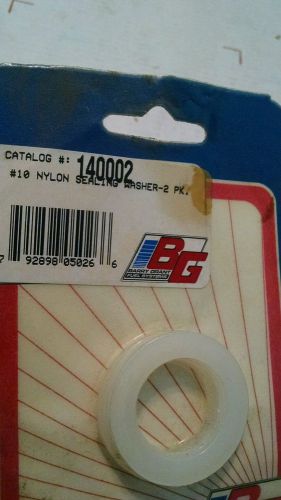 CATALOG #: 140002
#10 NYLON SEALING WASHER-2 PK.
7 92898 05026 6
BG
BARRY GRANT
FUEL SYSTEMS